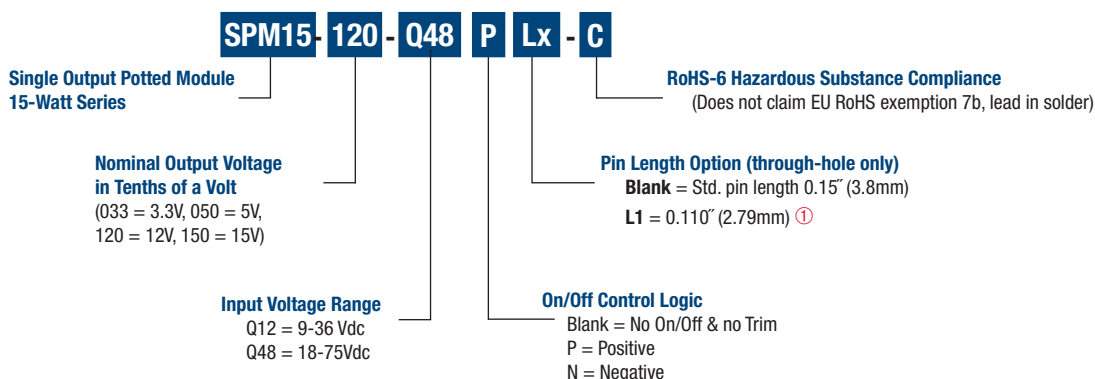 SPM15 - 120 - Q48 P Lx - C
Single Output Potted Module
15-Watt Series
RoHS-6 Hazardous Substance Compliance
(Does not claim EU RoHS exemption 7b, lead in solder)
Nominal Output Voltage
in Tenths of a Volt
(033 = 3.3V, 050 = 5V,
120 = 12V, 150 = 15V)
Pin Length Option (through-hole only)
Blank = Std. pin length 0.15˝ (3.8mm)
L1 = 0.110˝ (2.79mm) ①
Input Voltage Range
Q12 = 9-36 Vdc
Q48 = 18-75Vdc
On/Off Control Logic
Blank = No On/Off & no Trim
P = Positive
N = Negative